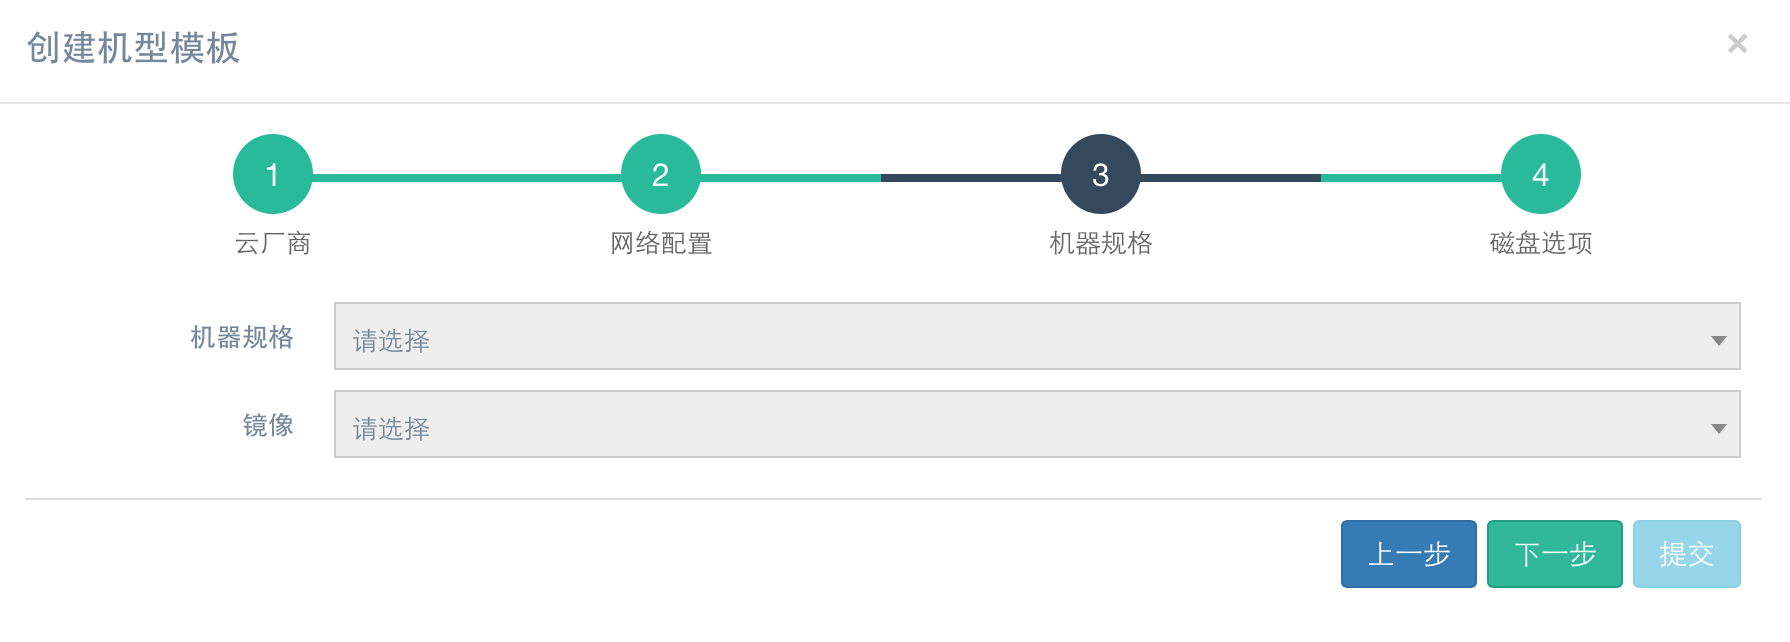 创建机型模板
×
1 2 3 4
云厂商 网络配置 机器规格 磁盘选项
机器规格 请选择
镜像 请选择
上一步 下一步 提交